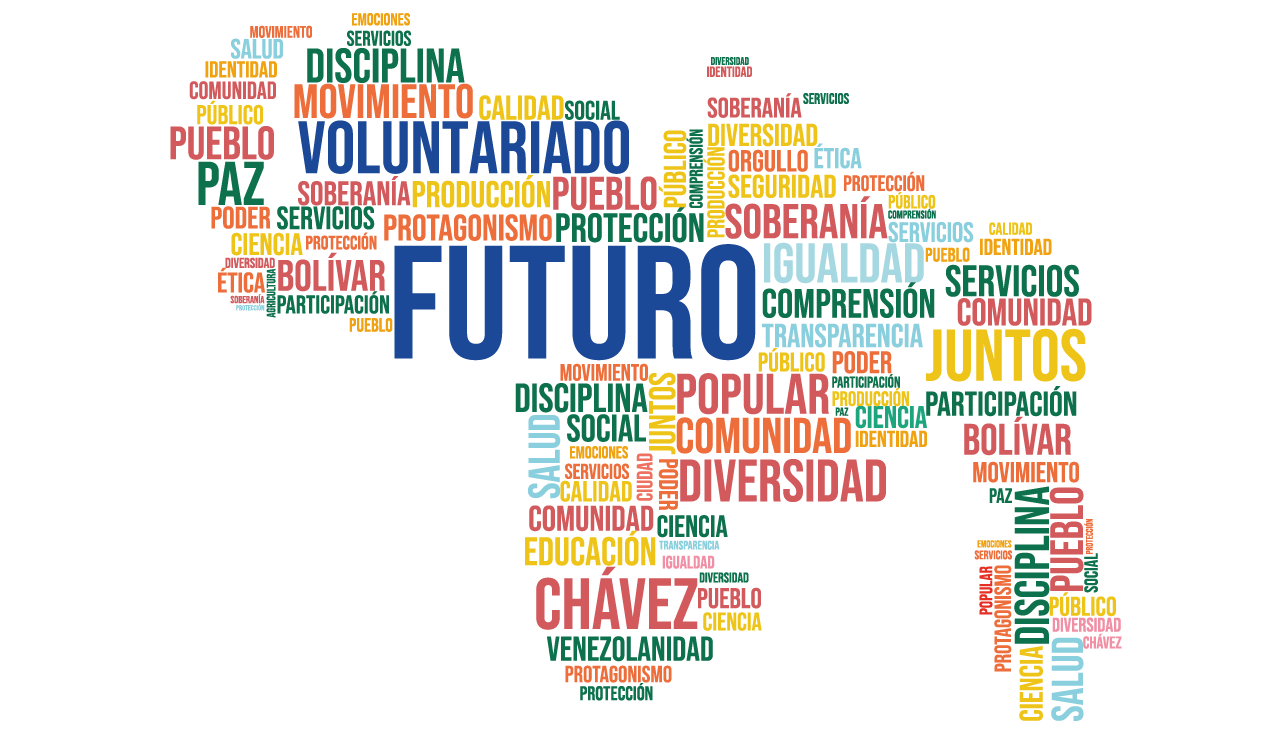 EMOCIONES
MOVIMIENTO
SERVICIOS
SALUD
DISCIPLINA
IDENTIDAD
COMUNIDAD
MOVIMIENTO
CALIDAD
SOCIAL
PÚBLICO
VOLUNTARIADO
PUEBLO
PAZ
SOBERANÍA
PRODUCCIÓN
PUEBLO
PÚBLICO
COMPRENSIÓN
PODER
SERVICIOS
PROTAGONISMO
PROTECCIÓN
CIENCIA
PROTECCIÓN
DIVERSIDAD
ÉTICA
BOLÍVAR
AGRICULTURA
SOBERANÍA
PROTECCIÓN
PARTICIPACIÓN
PUEBLO
FUTURO
DIVERSIDAD
IDENTIDAD
SERVICIOS
SOBERANÍA
DIVERSIDAD
PRODUCCIÓN
ORGULLO
ÉTICA
SEGURIDAD
PROTECCIÓN
PÚBLICO
COMPRENSIÓN
SOBERANÍA
SERVICIOS
CALIDAD
IDENTIDAD
IGUALDAD
PUEBLO
SERVICIOS
COMPRENSIÓN
COMUNIDAD
TRANSPARENCIA
JUNTOS
PÚBLICO
PODER
MOVIMIENTO
DISCIPLINA
JUNTOS
POPULAR
PARTICIPACIÓN
PRODUCCIÓN
PAZ
CIENCIA
PARTICIPACIÓN
SALUD
SOCIAL
COMUNIDAD
IDENTIDAD
BOLÍVAR
EMOCIONES
SERVICIOS
CIUDAD
PODER
DIVERSIDAD
MOVIMIENTO
CALIDAD
COMUNIDAD
CIENCIA
EDUCACIÓN
TRANSPARENCIA
IGUALDAD
CHÁVEZ
DIVERSIDAD
PUEBLO
CIENCIA
VENEZOLANIDAD
PROTAGONISMO
PROTECCIÓN
PAZ
DISCIPLINA
PUEBLO
PROTECCIÓN
EMOCIONES
SERVICIOS
SOCIAL
POPULAR
PROTAGONISMO
PÚBLICO
DIVERSIDAD
CHÁVEZ
CIENCIA
SALUD